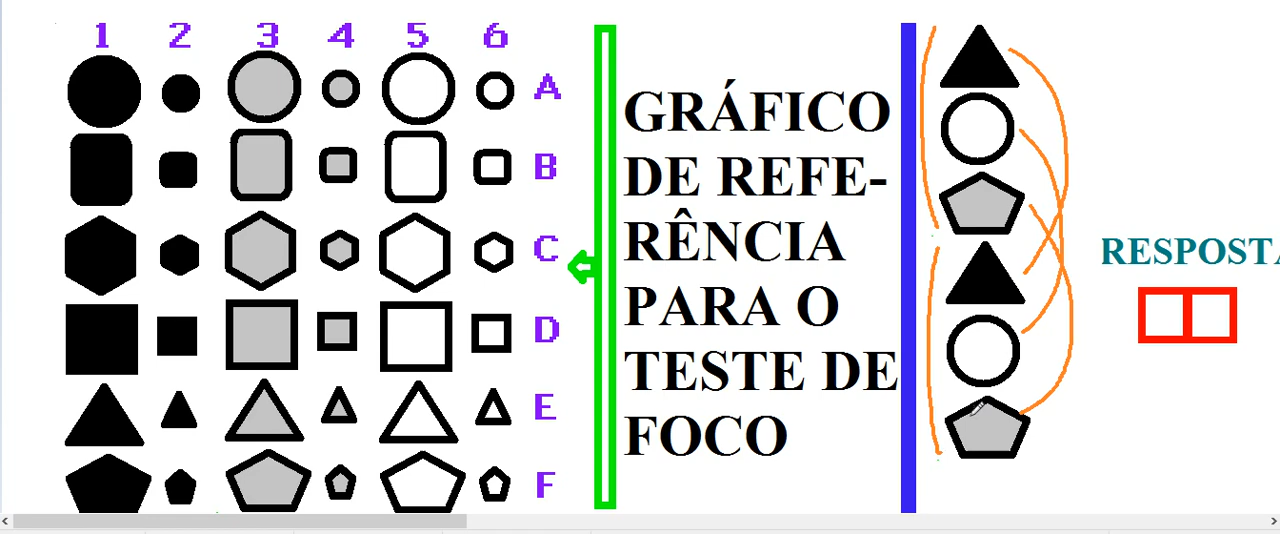 1 2 3 4 5 6
A
B
C
D
E
F
GRÁFICO
DE REFE-
RÊNCIA
PARA O
TESTE DE
FOCO
RESPOSTA